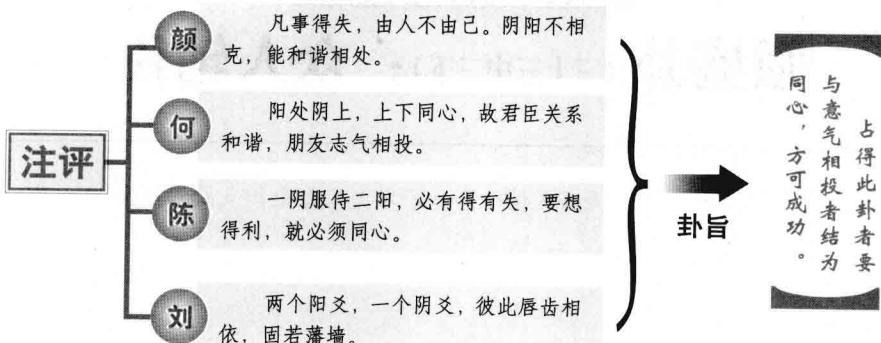 注评
颜
凡事得失，由人不由己。阴阳不相
克，能和谐相处。
何
阳处阴上，上下同心，故君臣关系
和谐，朋友志气相投。
陈
一阴服侍二阳，必有得有失，要想
得利，就必须同心。
刘
两个阳爻，一个阴爻，彼此唇齿相
依，固若藩墙。
卦旨
占得此卦者要
与意气相投者结为
同心，方可成功。